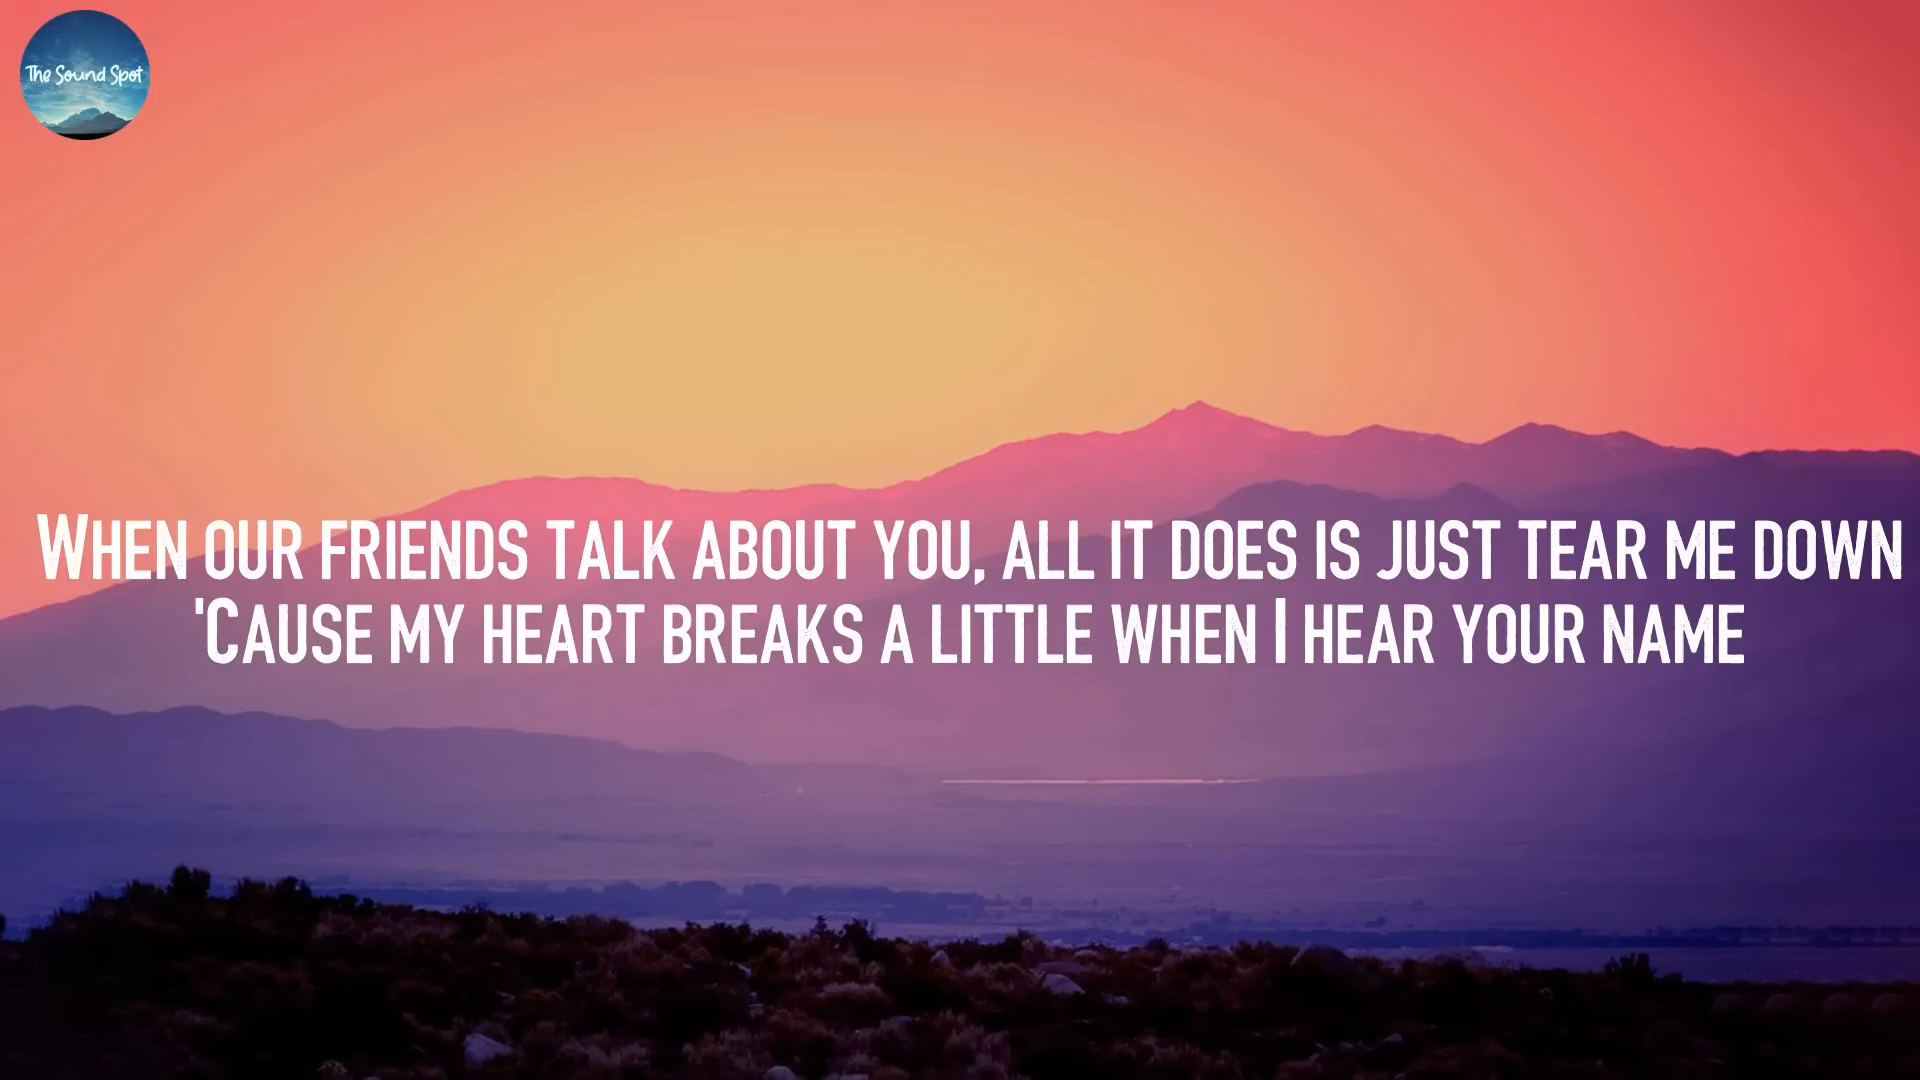 The Sound Spot
When our friends talk about you, all it does is just tear me down
'Cause my heart breaks a little when I hear your name